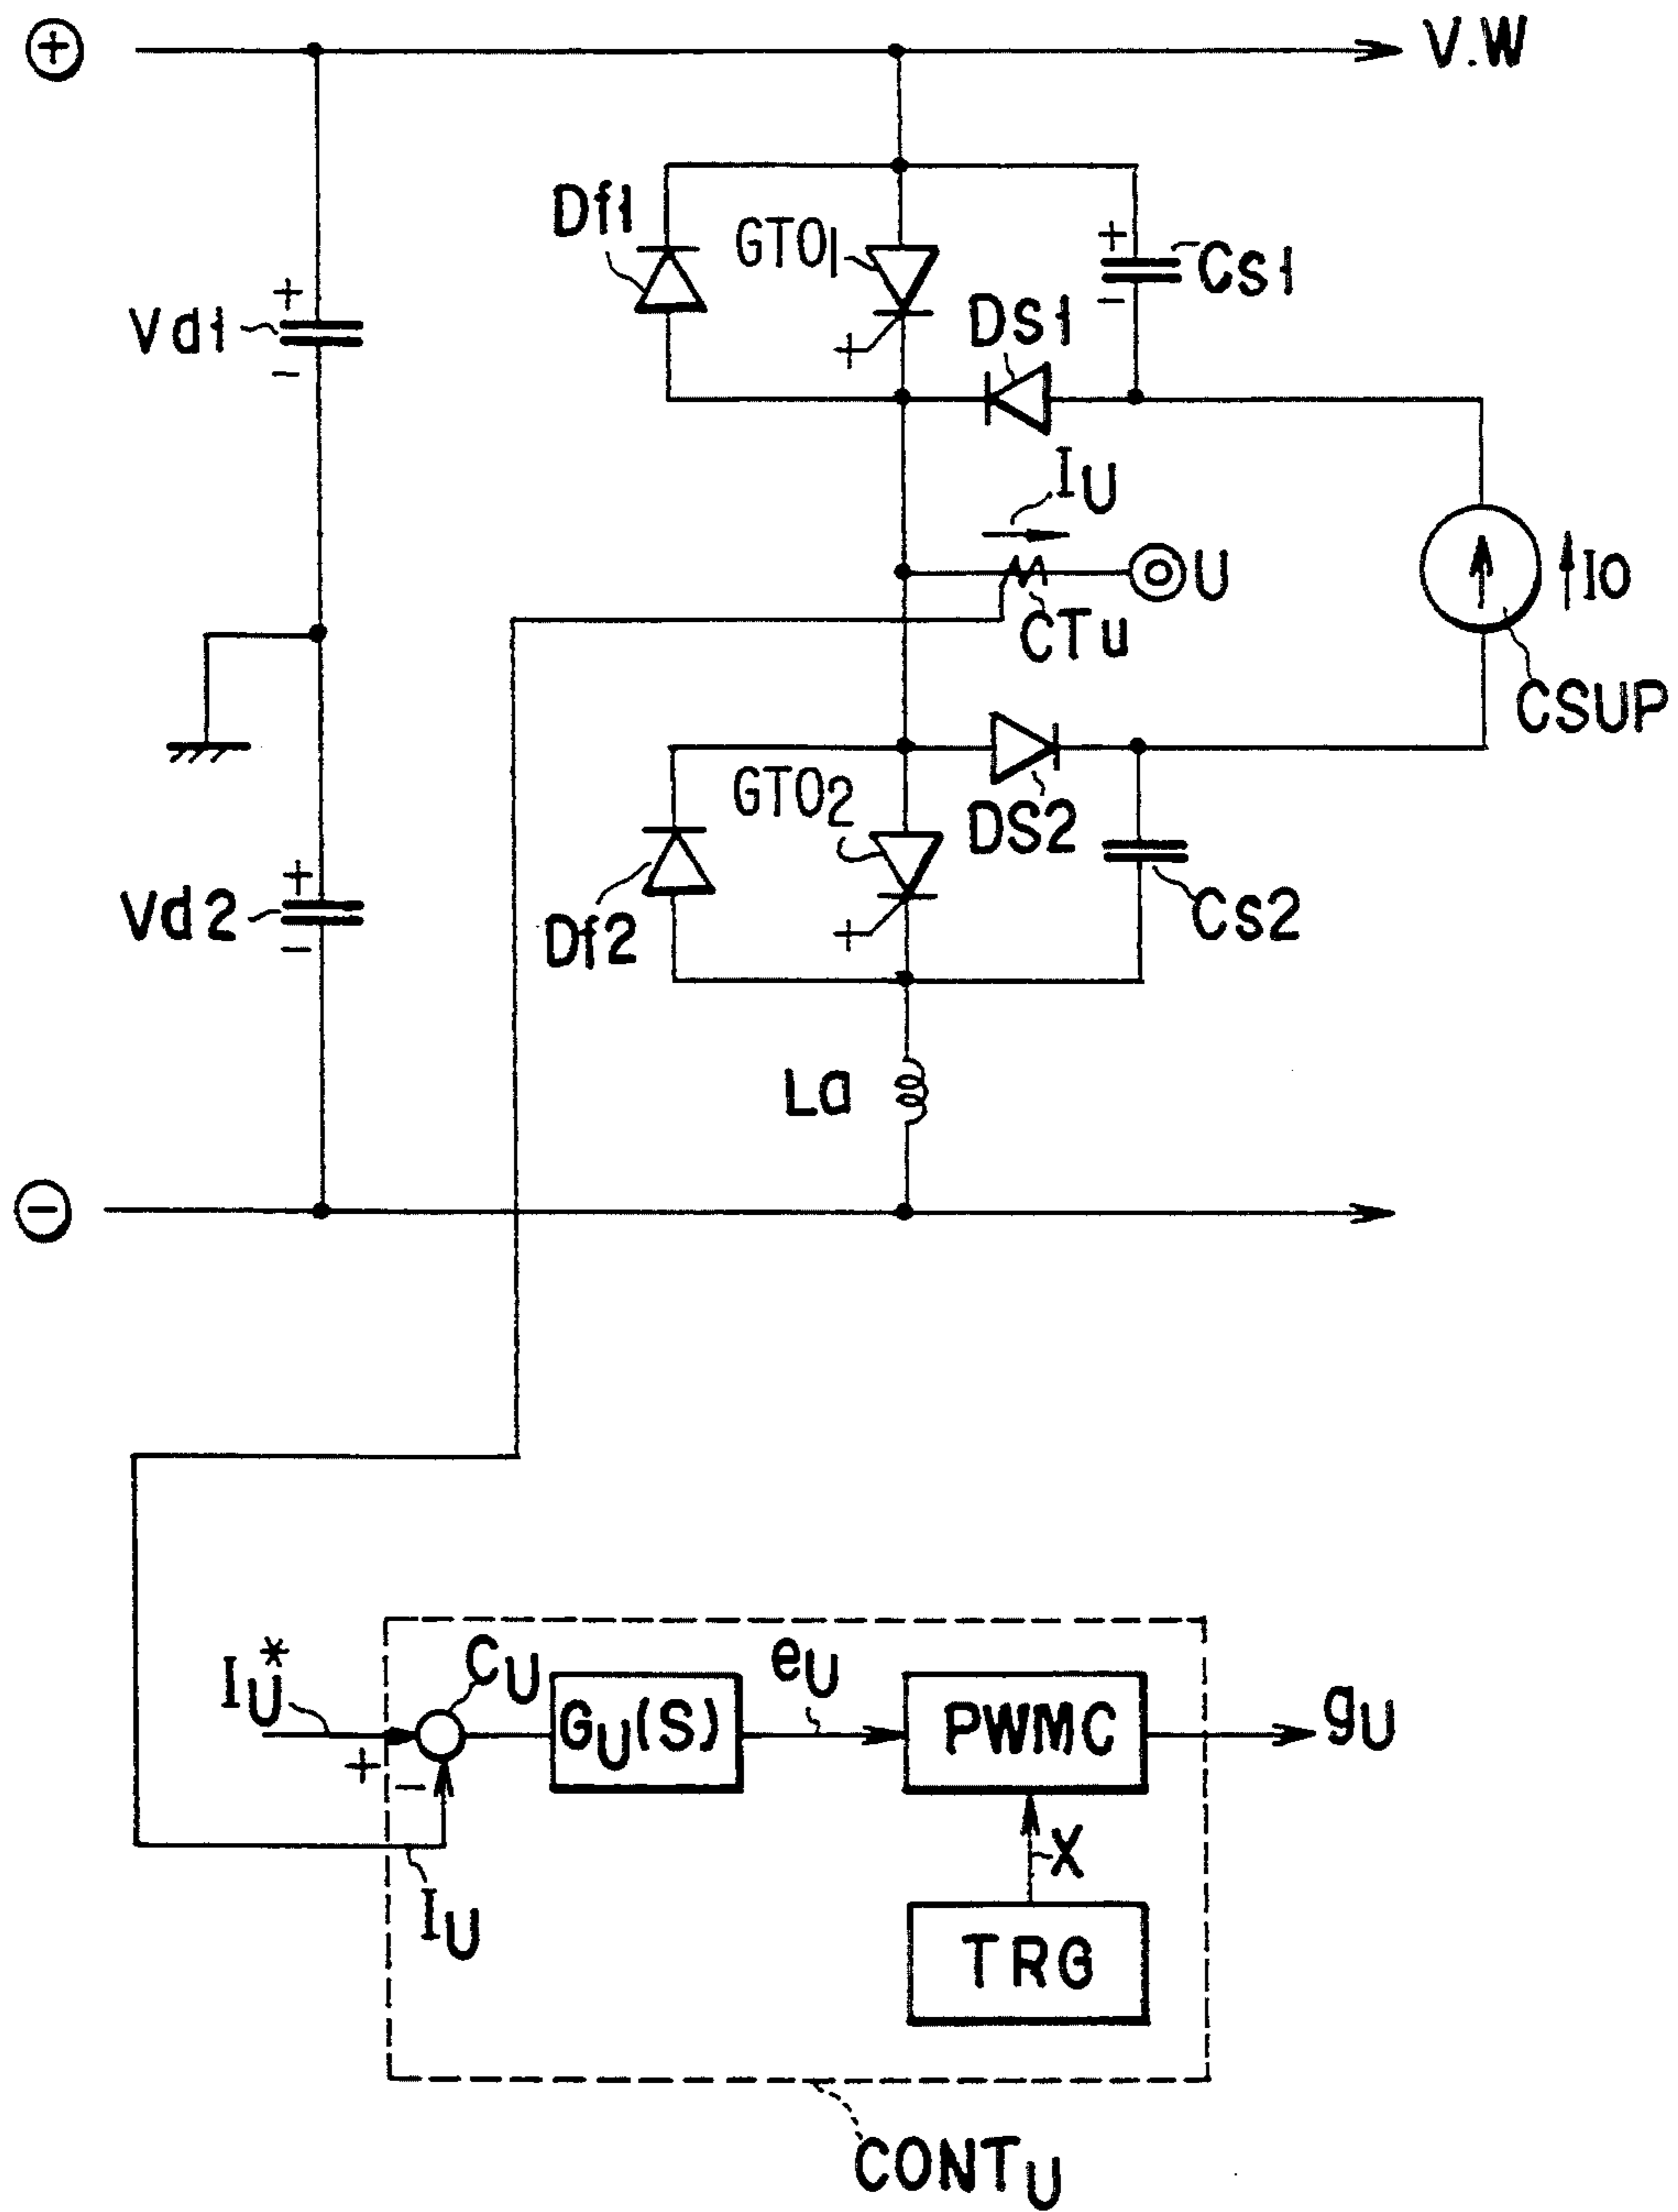 + V.W
Df1
GTO1
+
Cs1
-
DS1
+
Vd1
-
+
IU
U
IO
CTu
CSUP
GTO2
DS2
+
Vd2
-
Df2
Cs2
+
La
-
IU*
CU
GU(S)
eU
PWMC
gU
+
-
X
IU
TRG
CONTU